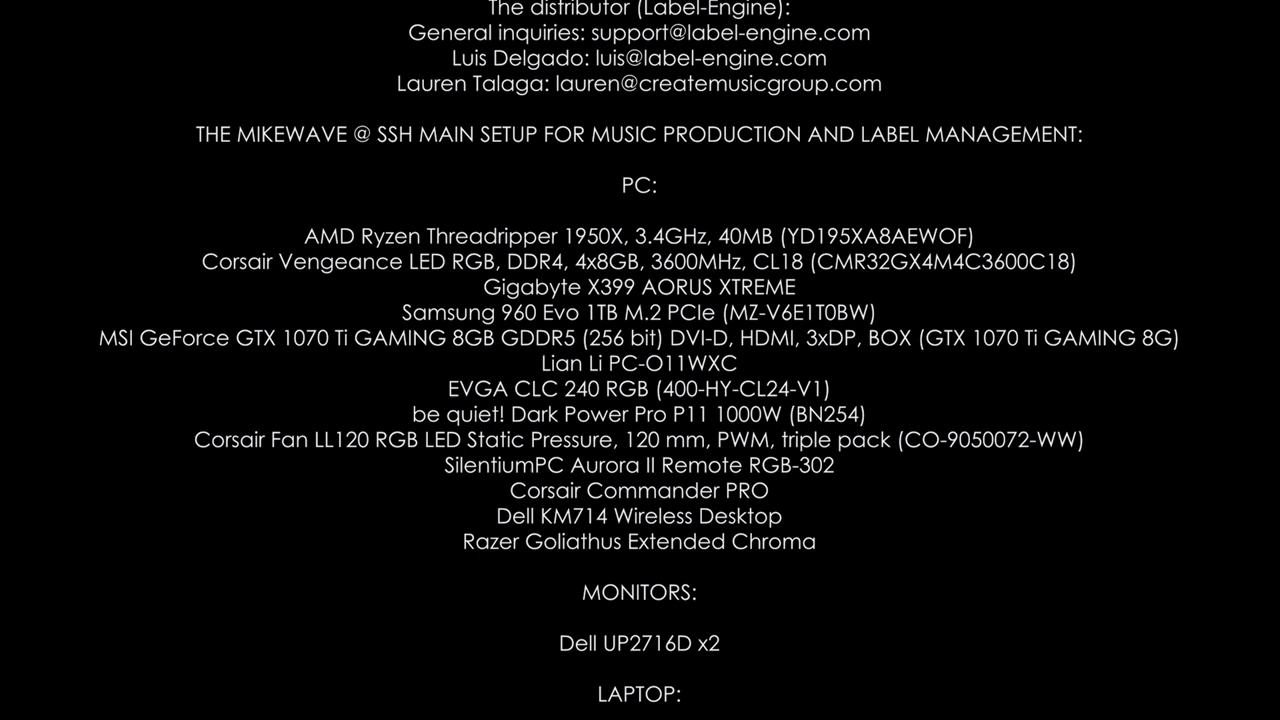 The distributor (Label-Engine):
General inquiries: support@label-engine.com
Luis Delgado: luis@label-engine.com
Lauren Talaga: lauren@createmusicgroup.com
THE MIKEWAVE @ SSH MAIN SETUP FOR MUSIC PRODUCTION AND LABEL MANAGEMENT:
PC:
AMD Ryzen Threadripper 1950X, 3.4GHz, 40MB (YD195XA8AEWOF)
Corsair Vengeance LED RGB, DDR4, 4x8GB, 3600MHz, CL18 (CMR32GX4M4C3600C18)
Gigabyte X399 AORUS XTREME
Samsung 960 Evo 1TB M.2 PCIe (MZ-V6E1T0BW)
MSI GeForce GTX 1070 Ti GAMING 8GB GDDR5 (256 bit) DVI-D, HDMI, 3xDP, BOX (GTX 1070 Ti GAMING 8G)
Lian Li PC-O11WXC
EVGA CLC 240 RGB (400-HY-CL24-V1)
be quiet! Dark Power Pro P11 1000W (BN254)
Corsair Fan LL120 RGB LED Static Pressure, 120 mm, PWM, triple pack (CO-9050072-WW)
SilentiumPC Aurora II Remote RGB-302
Corsair Commander PRO
Dell KM714 Wireless Desktop
Razer Goliathus Extended Chroma
MONITORS:
Dell UP2716D x2
LAPTOP: